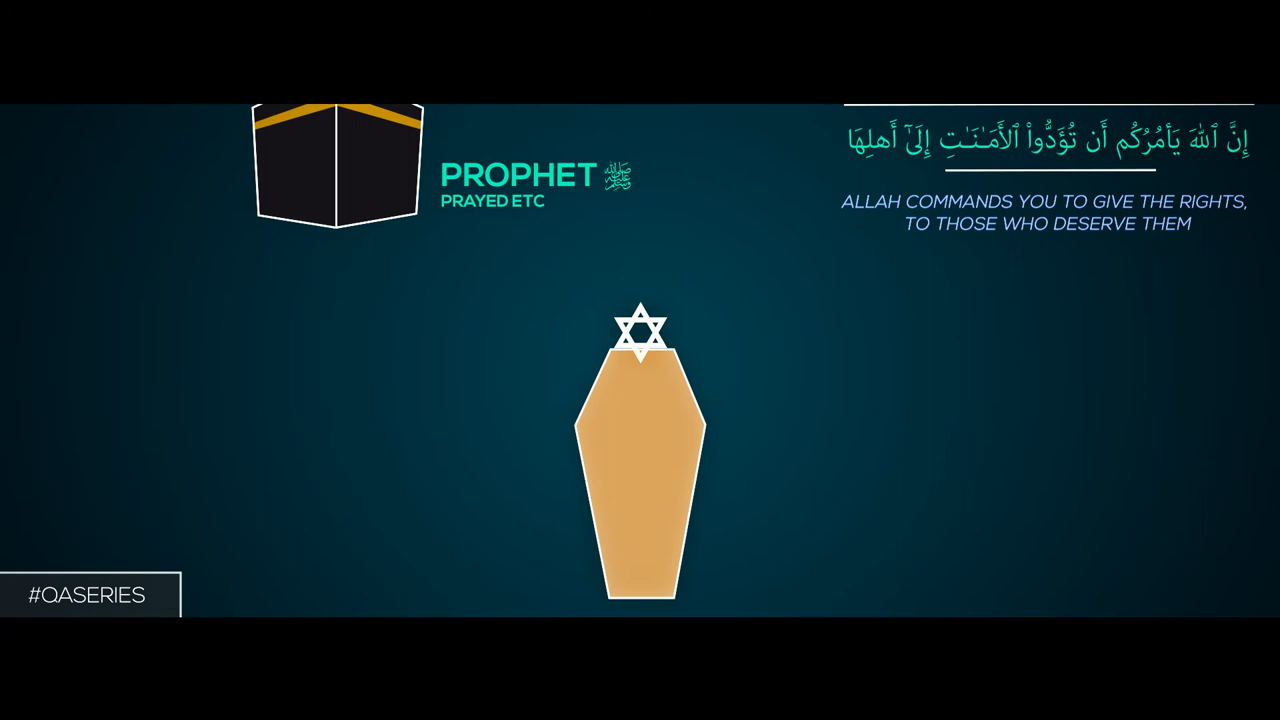 PROPHET ﷺ
PRAYED ETC
إِنَّ ٱللَّهَ يَأْمُرُكُمْ أَن تُؤَدُّوا۟ ٱلْأَمَـٰنَـٰتِ إِلَىٰٓ أَهْلِهَا
ALLAH COMMANDS YOU TO GIVE THE RIGHTS,
TO THOSE WHO DESERVE THEM
#QASERIES